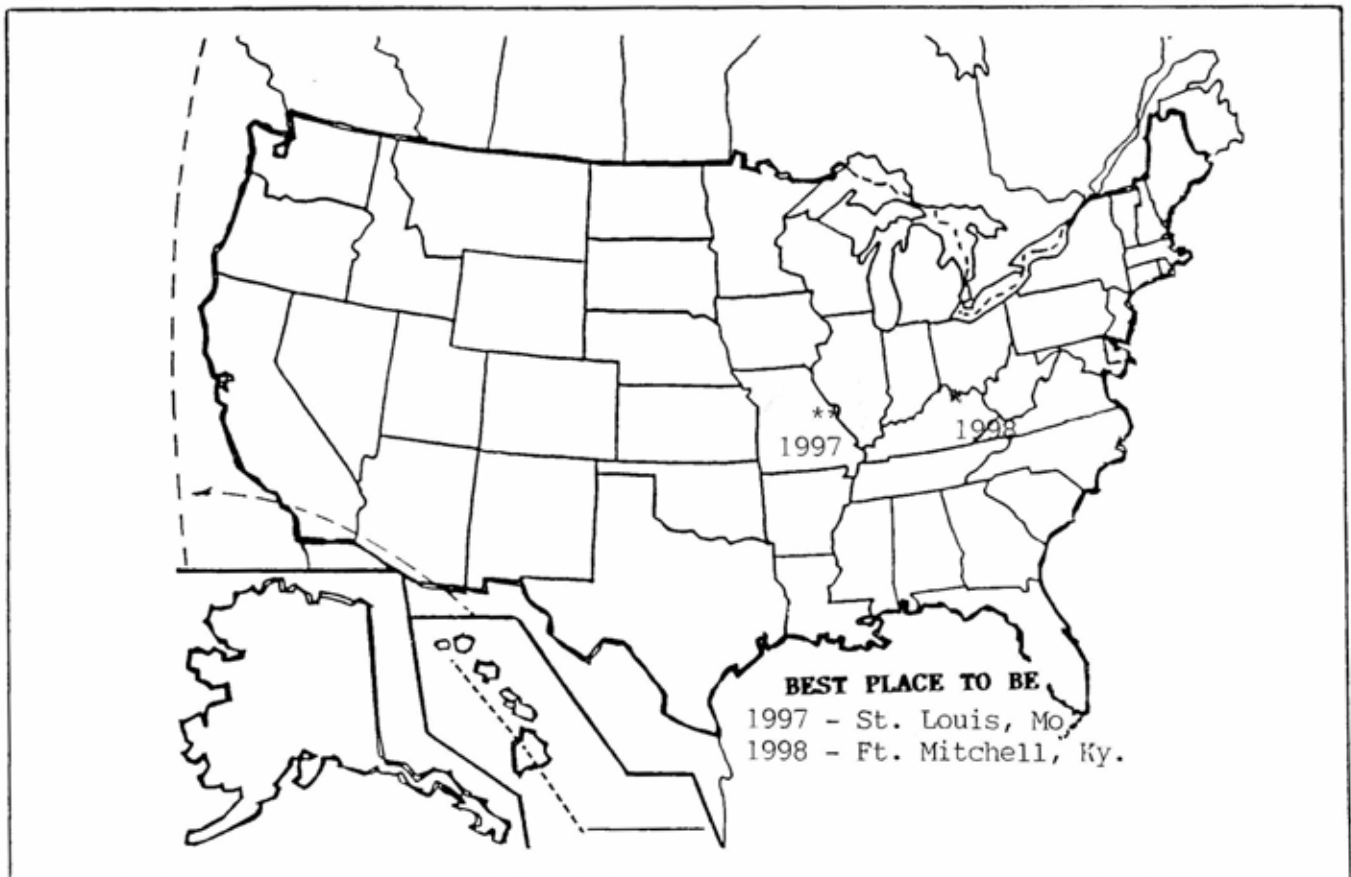 **
1997
*
1998
BEST PLACE TO BE
1997 - St. Louis, Mo.
1998 - Ft. Mitchell, Ky.